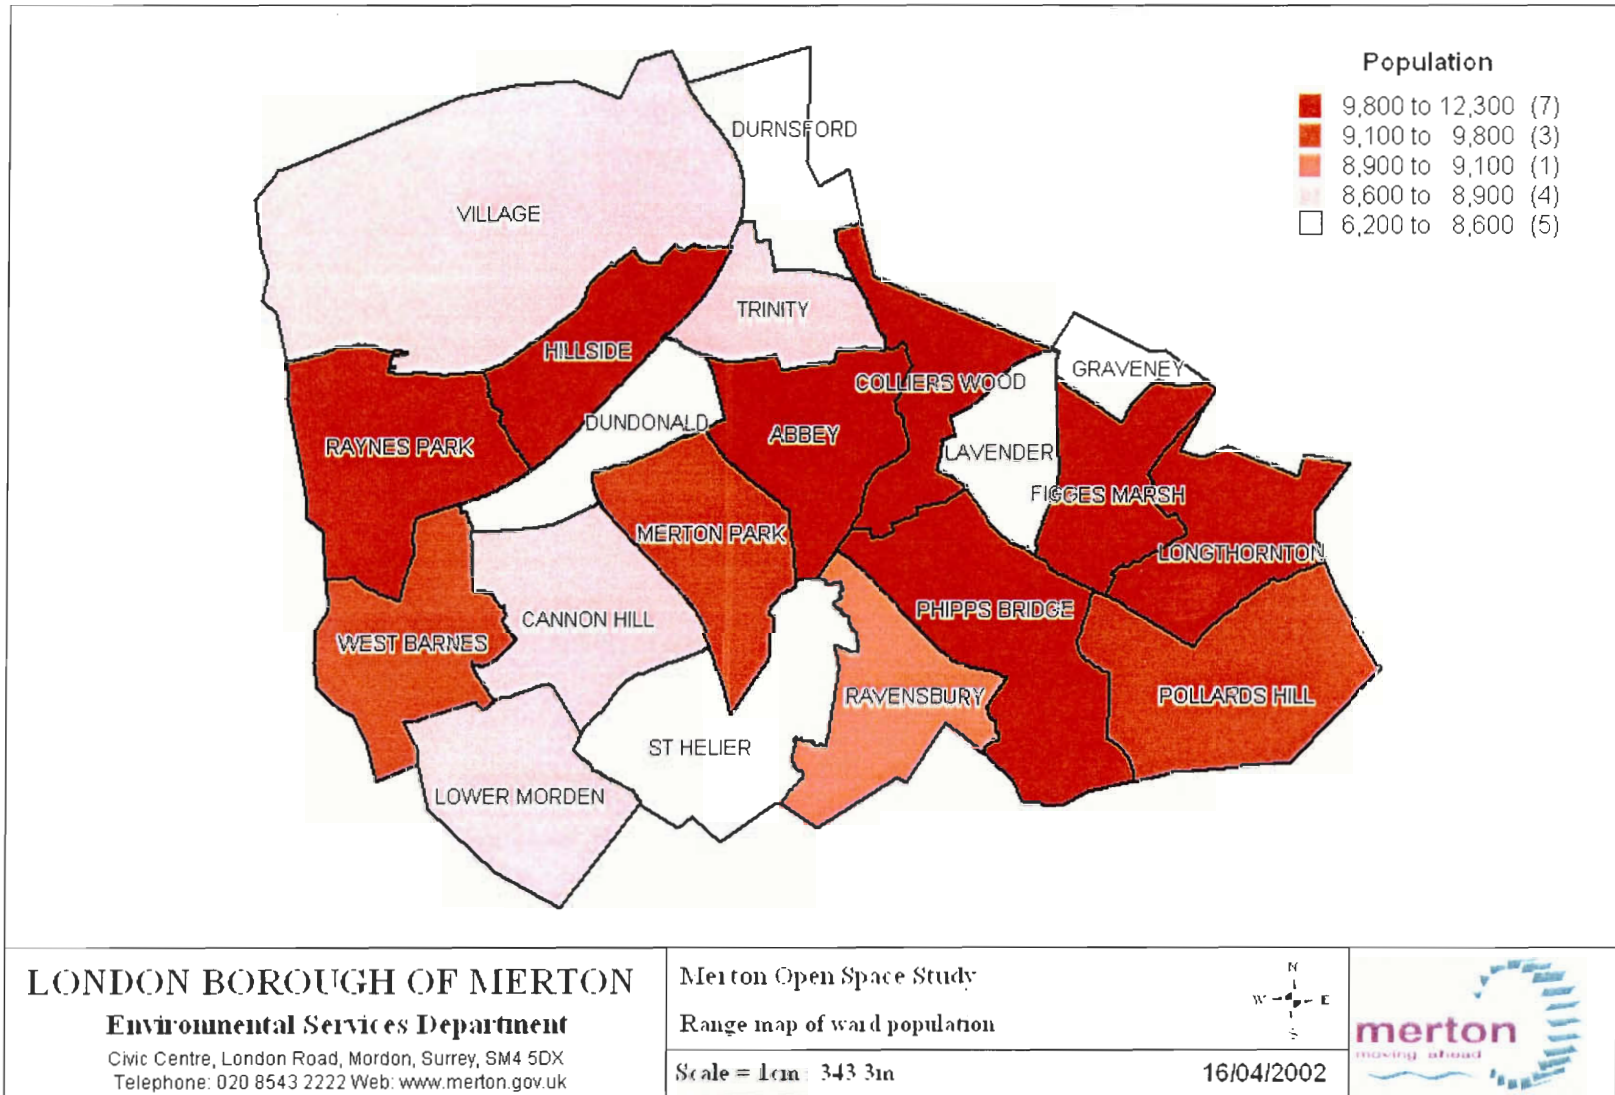 Population
9,800 to 12,300 (7)
9,100 to 9,800 (3)
8,900 to 9,100 (1)
8,600 to 8,900 (4)
6,200 to 8,600 (5)
DURNSFORD
VILLAGE
TRINITY
HILLSIDE
GRAVENEY
COLLIERS WOOD
DUNDONALD
ABBEY
RAYNES PARK
LAVENDER
FIGGES MARSH
MERTON PARK
LONGTHORNTON
PHIPPS BRIDGE
CANNON HILL
WEST BARNES
RAVENSBURY
POLLARDS HILL
ST HELIER
LOWER MORDEN
LONDON BOROUGH OF MERTON
Environmental Services Department
Civic Centre, London Road, Mordon, Surrey, SM4 5DX
Telephone: 020 8543 2222 Web: www.merton.gov.uk
Merton Open Space Study
Range map of ward population
N
W E
S
Scale = 1cm : 343 3m
16/04/2002
merton
moving ahead